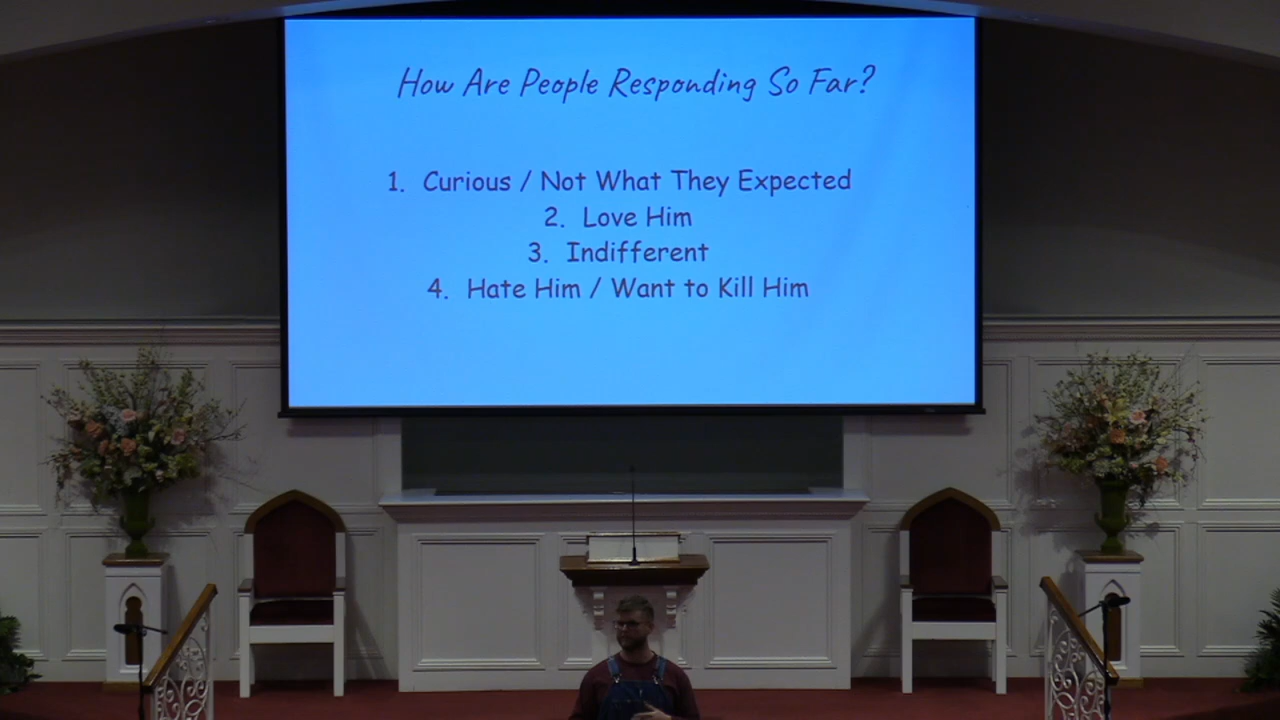 How Are People Responding So Far?
1. Curious / Not What They Expected
2. Love Him
3. Indifferent
4. Hate Him / Want to Kill Him